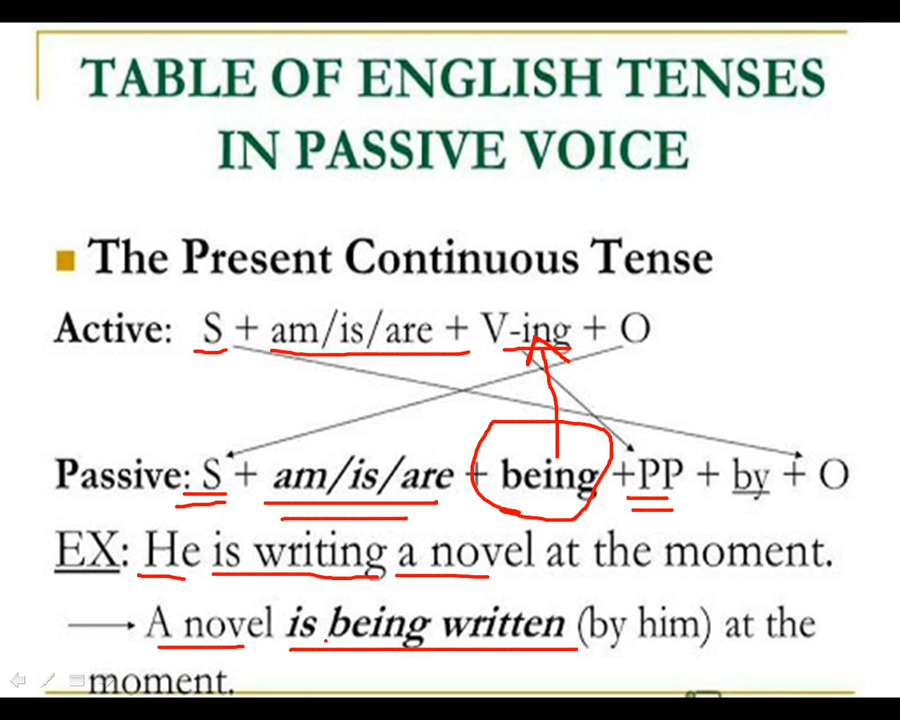 TABLE OF ENGLISH TENSES
IN PASSIVE VOICE
The Present Continuous Tense
Active: S + am/is/are + V-ing + O
Passive: S + am/is/are + being +PP + by + O
EX: He is writing a novel at the moment.
A novel is being written (by him) at the
moment.